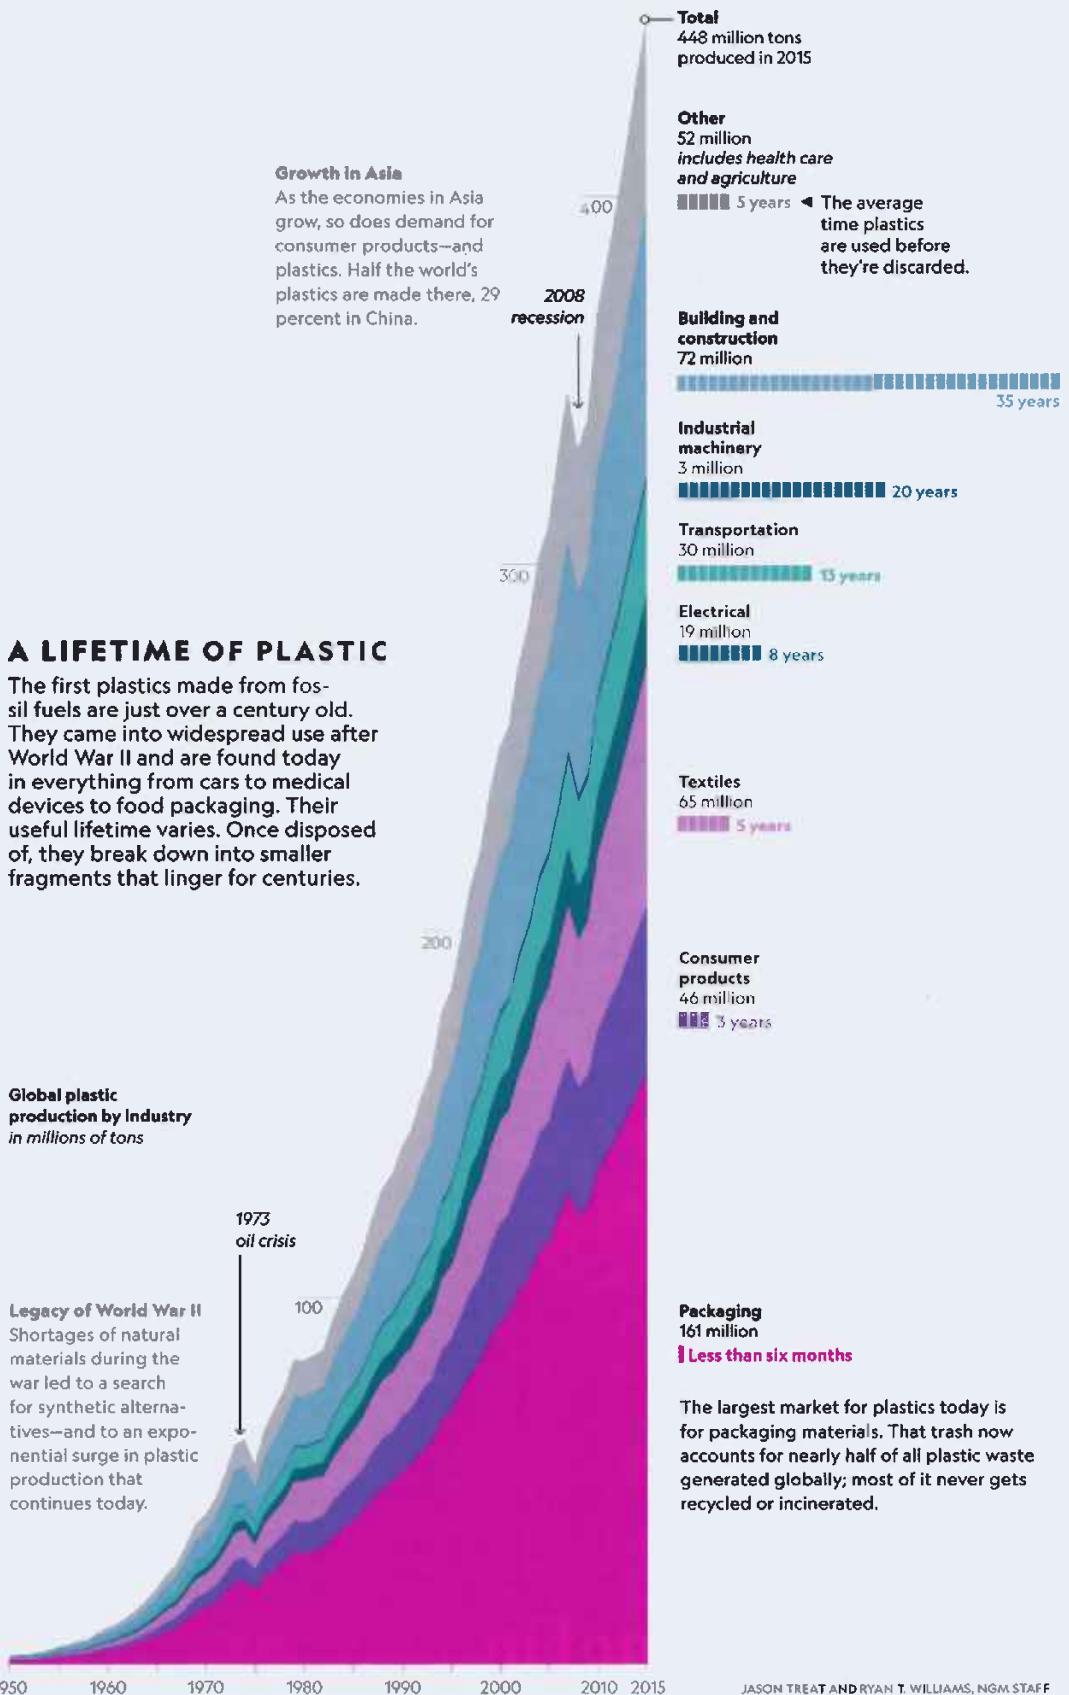 Total
448 million tons
produced in 2015
Other
52 million
includes health care
and agriculture
5 years ◄ The average
time plastics
are used before
they're discarded.
Growth in Asia
As the economies in Asia
grow, so does demand for
consumer products—and
plastics. Half the world's
plastics are made there, 29
percent in China.
400
2008
recession
Building and
construction
72 million
35 years
Industrial
machinery
3 million
20 years
Transportation
30 million
13 years
300
Electrical
19 million
8 years
A LIFETIME OF PLASTIC
The first plastics made from fos-
sil fuels are just over a century old.
They came into widespread use after
World War II and are found today
in everything from cars to medical
devices to food packaging. Their
useful lifetime varies. Once disposed
of, they break down into smaller
fragments that linger for centuries.
Textiles
65 million
5 years
200
Consumer
products
46 million
3 years
Global plastic
production by industry
in millions of tons
1973
oil crisis
100
Legacy of World War II
Shortages of natural
materials during the
war led to a search
for synthetic alterna-
tives—and to an expo-
nential surge in plastic
production that
continues today.
Packaging
161 million
Less than six months
The largest market for plastics today is
for packaging materials. That trash now
accounts for nearly half of all plastic waste
generated globally; most of it never gets
recycled or incinerated.
950 1960 1970 1980 1990 2000 2010 2015
JASON TREAT AND RYAN T. WILLIAMS, NGM STAFF